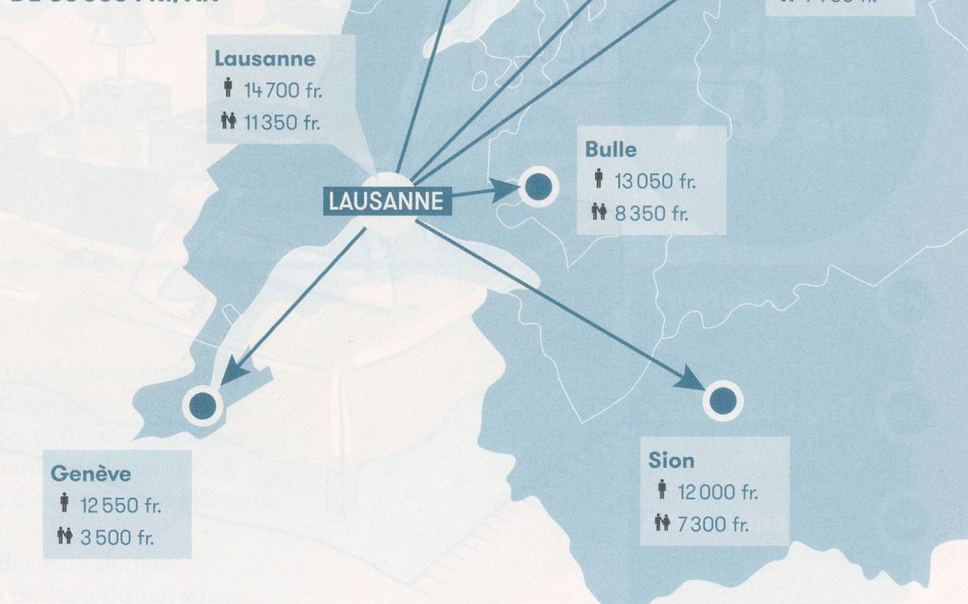 Lausanne
14 700 fr.
11 350 fr.
Bulle
13 050 fr.
8 350 fr.
LAUSANNE
Genève
12 550 fr.
3 500 fr.
Sion
12 000 fr.
7 300 fr.